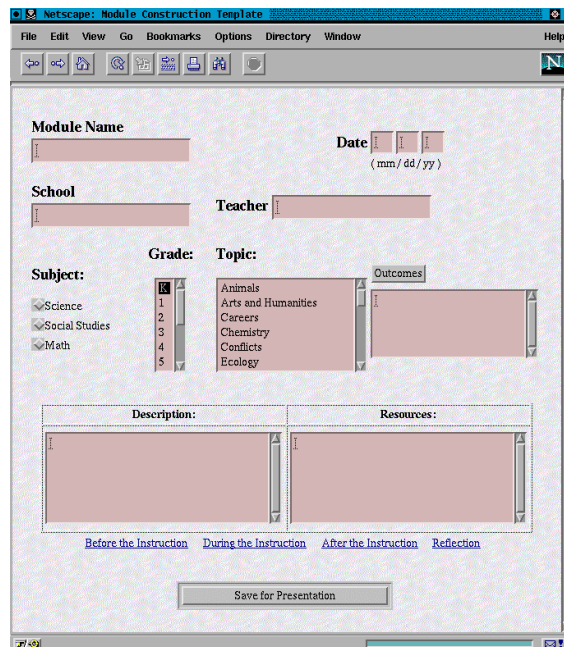 Netscape: Module Construction Template
File Edit View Go Bookmarks Options Directory Window Help
N
Module Name
Date
( mm / dd / yy )
School
Teacher
Grade:
Topic:
Subject:
Outcomes
Science
Social Studies
Math
K
1
2
3
4
5
Animals
Arts and Humanities
Careers
Chemistry
Conflicts
Ecology
Description:
Resources:
Before the Instruction During the Instruction After the Instruction Reflection
Save for Presentation